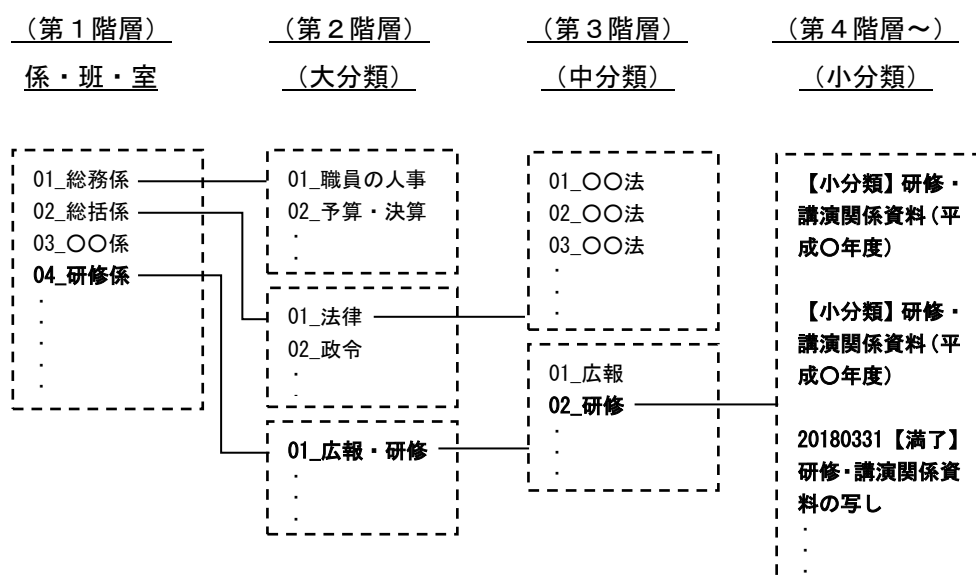 （第１階層）
係・班・室
（第２階層）
（大分類）
（第３階層）
（中分類）
（第４階層～）
（小分類）
01_総務係
02_総括係
03_〇〇係
04_研修係
・
・
・
・
01_職員の人事
02_予算・決算
・
・
01_法律
02_政令
・
・
01_広報・研修
・
・
・
01_〇〇法
02_〇〇法
03_〇〇法
・
・
・
01_広報
02_研修
・
・
・
【小分類】研修・
講演関係資料（平
成〇年度）
【小分類】研修・
講演関係資料（平
成〇年度）
20180331【満了】
研修・講演関係資
料の写し
・
・
・